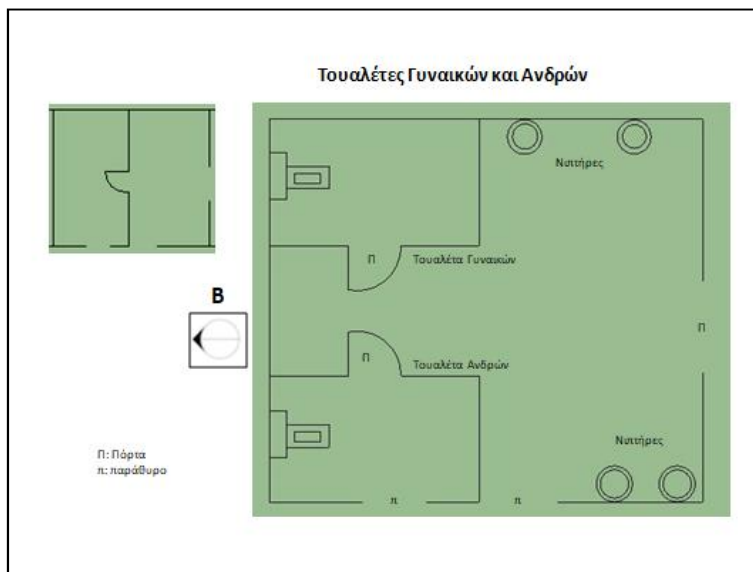 Τουαλέτες Γυναικών και Ανδρών
Νιπτήρες
Π
Τουαλέτα Γυναικών
Β
Π
Π
Τουαλέτα Ανδρών
Νιπτήρες
Π: Πόρτα
π: παράθυρο
π
π